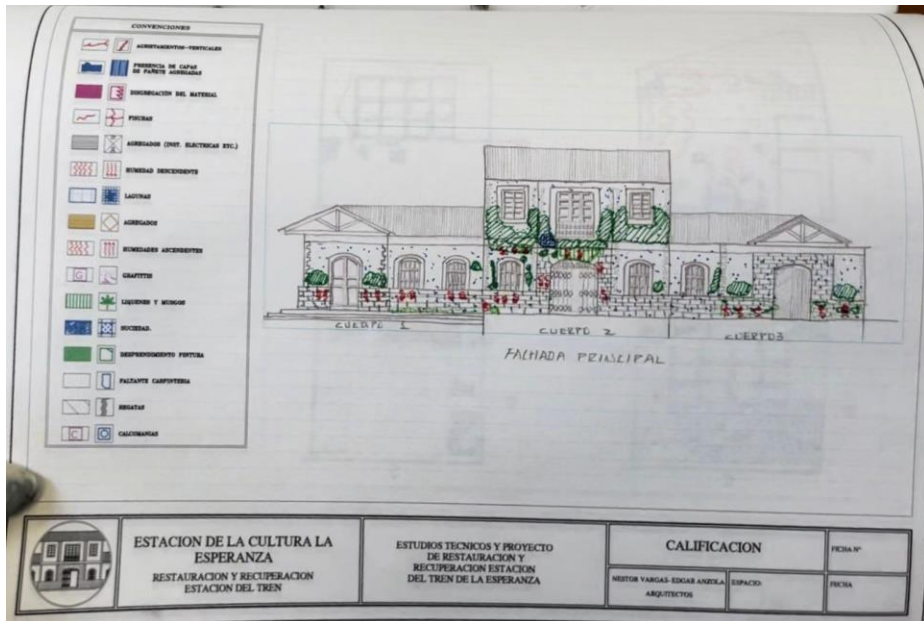 CONVENCIONES
AGRIETAMIENTOS-VERTICALES
PRESENCIA DE CAPAS
DE PAÑETE AGREGADAS
DISGREGACIÓN DEL MATERIAL
FISURAS
AGREGADOS (INST. ELECTRICAS ETC.)
HUMEDAD DESCENDENTE
LAGUNAS
AGREGADOS
HUMEDADES ASCENDENTES
G
GRAFITTIS
LIQUENES Y MUSGOS
SUCIEDAD.
DESPRENDIMIENTO PINTURA
FALTANTE CARPINTERIA
REGATAS
C
CALCOMANIAS
CUERPO 1
CUERPO 2
CUERPO 3
FACHADA PRINCIPAL
ESTACION DE LA CULTURA LA
ESPERANZA
RESTAURACION Y RECUPERACION
ESTACION DEL TREN
ESTUDIOS TECNICOS Y PROYECTO
DE RESTAURACION Y
RECUPERACION ESTACION
DEL TREN DE LA ESPERANZA
CALIFICACION
FICHA Nº
NESTOR VARGAS-EDGAR ANZOLA
ARQUITECTOS
ESPACIO:
FECHA